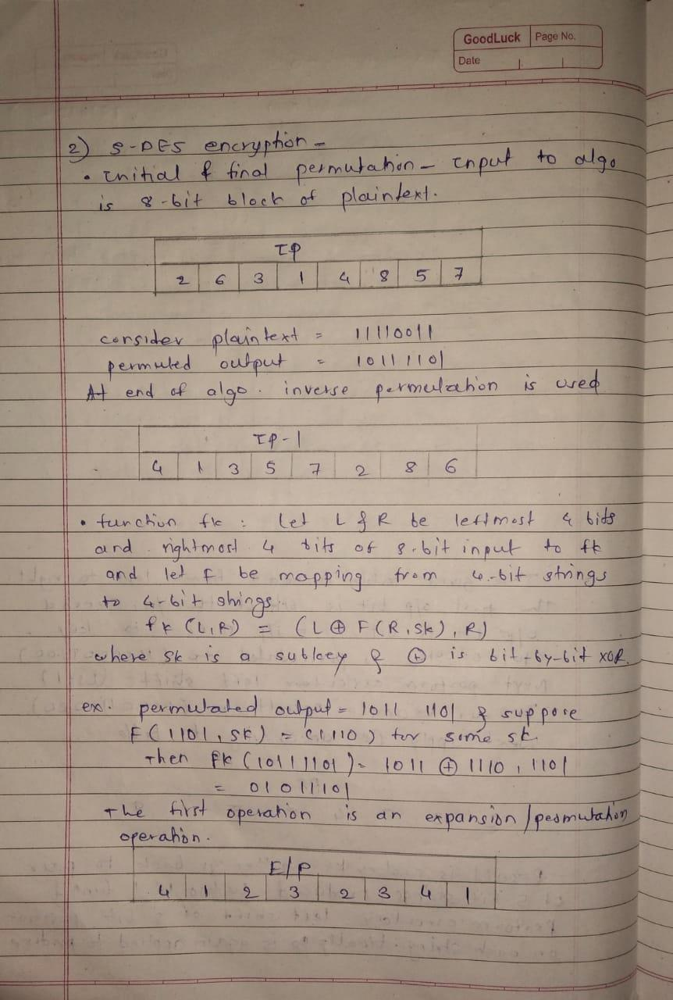 GoodLuck Page No.
Date
2) S-DES encryption -
• Initial & final permutation - Input to algo
is 8-bit block of plaintext.
IP
2 6 3 1 4 8 5 7
consider plaintext = 11110011
permuted output = 10111101
At end of algo. inverse permutation is used
IP-1
4 1 3 5 7 2 8 6
• function fk : Let L & R be leftmost 4 bits
and rightmost 4 bits of 8-bit input to fk
and let F be mapping from 4-bit strings
to 4-bit strings.
fk (L,R) = (L ⊕ F(R,Sk), R)
where Sk is a subkey & ⊕ is bit-by-bit XOR.
ex. permutated output = 1011 1101 & suppose
F(1101, SK) = (1110) for some sk.
Then fk (10111101) = 1011 ⊕ 1110, 1101
= 01011101
The first operation is an expansion/permutation
operation.
E/P
4 1 2 3 2 3 4 1